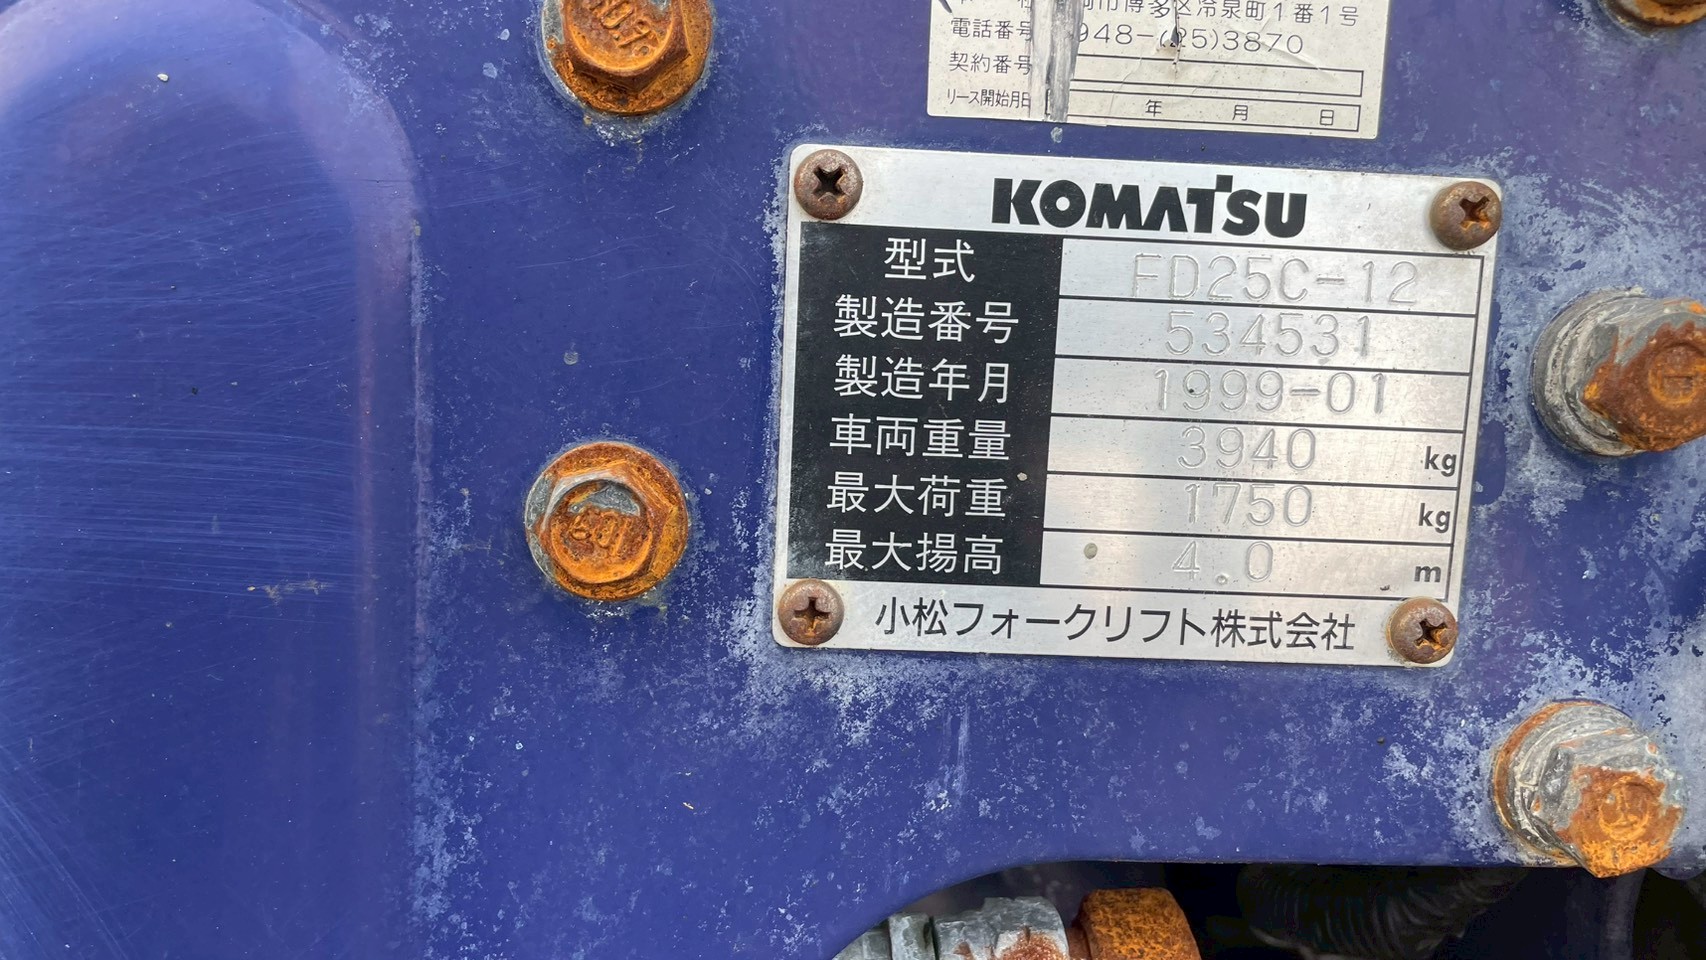 市博多区冷泉町1番1号
電話番号 948-(25)3870
契約番号
リース開始月日 年 月 日
KOMATSU
型式 FD25C-12
製造番号 534531
製造年月 1999-01
車両重量 3940 kg
最大荷重 1750 kg
最大揚高 4.0 m
小松フォークリフト株式会社